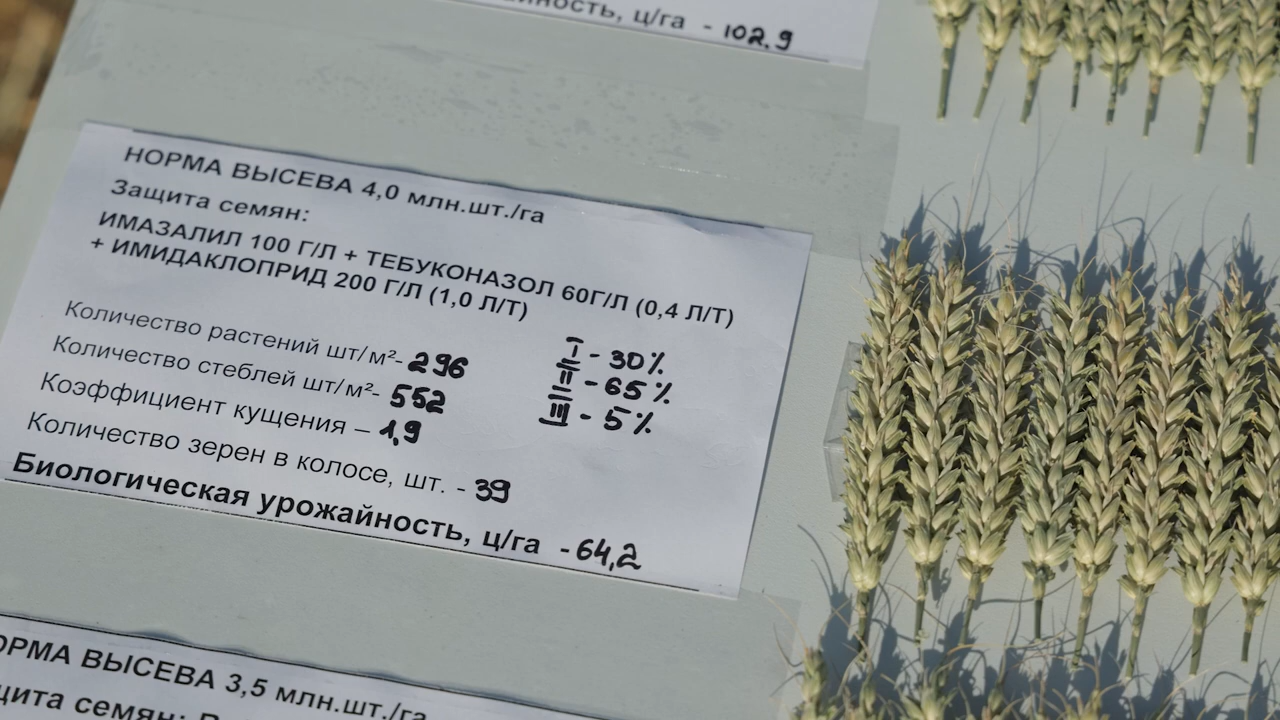 ц/га - 102,9
НОРМА ВЫСЕВА 4,0 млн.шт./га
Защита семян:
ИМАЗАЛИЛ 100 Г/Л + ТЕБУКОНАЗОЛ 60Г/Л (0,4 Л/Т)
+ ИМИДАКЛОПРИД 200 Г/Л (1,0 Л/Т)
Количество растений шт/м²- 296
Количество стеблей шт/м²- 552
Коэффициент кущения – 1,9
Количество зерен в колосе, шт. - 39
Биологическая урожайность, ц/га - 64,2
I - 30%
II - 65%
III - 5%
ВЫСЕВА 3,5 млн.шт./га
семян: